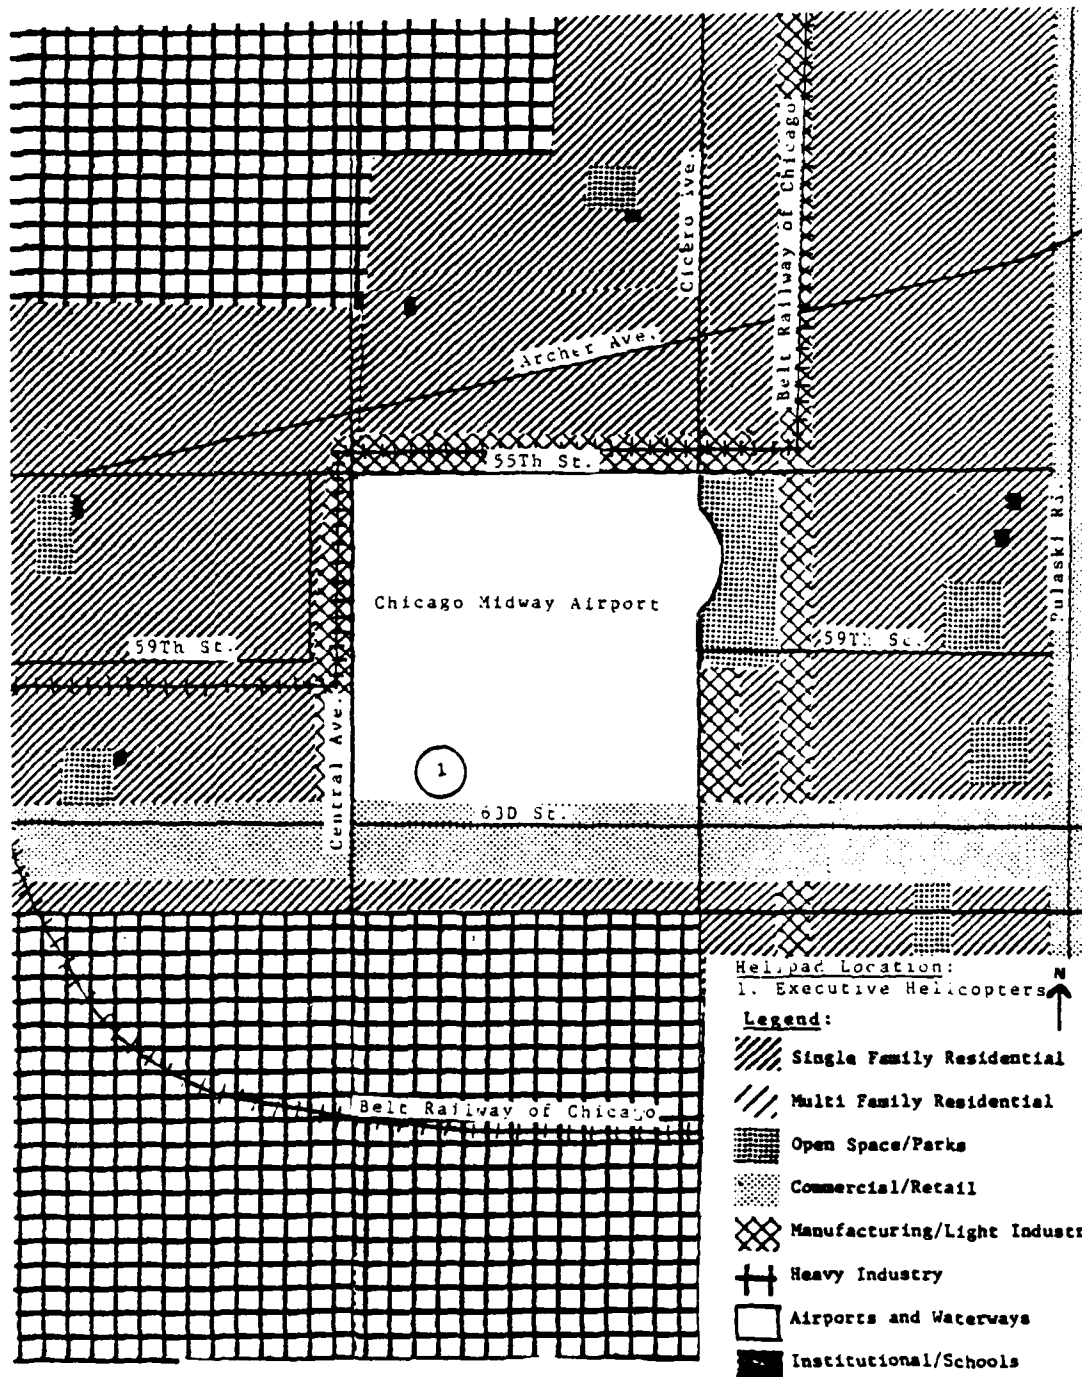 Cicero Ave.
Belt Railway of Chicago
Archer Ave.
55Th St.
Pulaski Rd.
Chicago Midway Airport
59Th St.
59Th St.
Central Ave.
1
63D St.
Helipad Location:
1. Executive Helicopters
N
Legend:
Single Family Residential
Multi Family Residential
Open Space/Parks
Belt Railway of Chicago
Commercial/Retail
Manufacturing/Light Industr
Heavy Industry
Airports and Waterways
Institutional/Schools